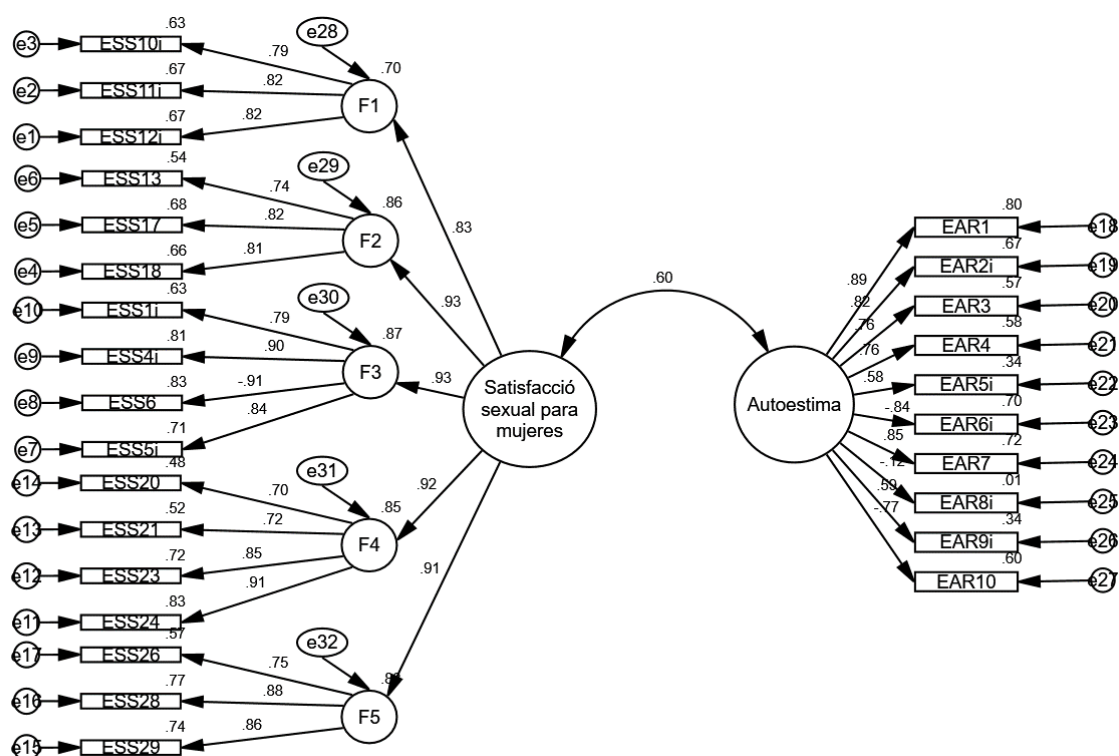 e28
.63
e3
ESS10i
.79
.70
.67
e2
ESS11i
.82
F1
.67
e1
ESS12i
.82
e29
.54
e6
ESS13
.74
.86
.68
e5
ESS17
.82
F2
.66
e4
ESS18
.81
.83
e30
.63
e10
ESS1i
.79
.87
.93
.81
e9
ESS4i
.90
F3
.83
e8
ESS6
-.91
.93
.71
e7
ESS5i
.84
e31
.48
e14
ESS20
.70
.85
.92
.52
e13
ESS21
.72
F4
.72
e12
ESS23
.85
.83
e11
ESS24
.91
.91
e32
.57
e17
ESS26
.75
.77
e16
ESS28
.88
F5
.74
e15
ESS29
.86
Satisfacció
sexual para
mujeres
.60
Autoestima
.80
EAR1
e18
.89
.67
EAR2i
e19
.82
.57
EAR3
e20
.76
.58
EAR4
e21
.76
.34
EAR5i
e22
.58
.70
EAR6i
e23
-.84
.72
EAR7
e24
.85
.01
EAR8i
e25
-.12
.34
EAR9i
e26
.59
.60
EAR10
e27
-.77